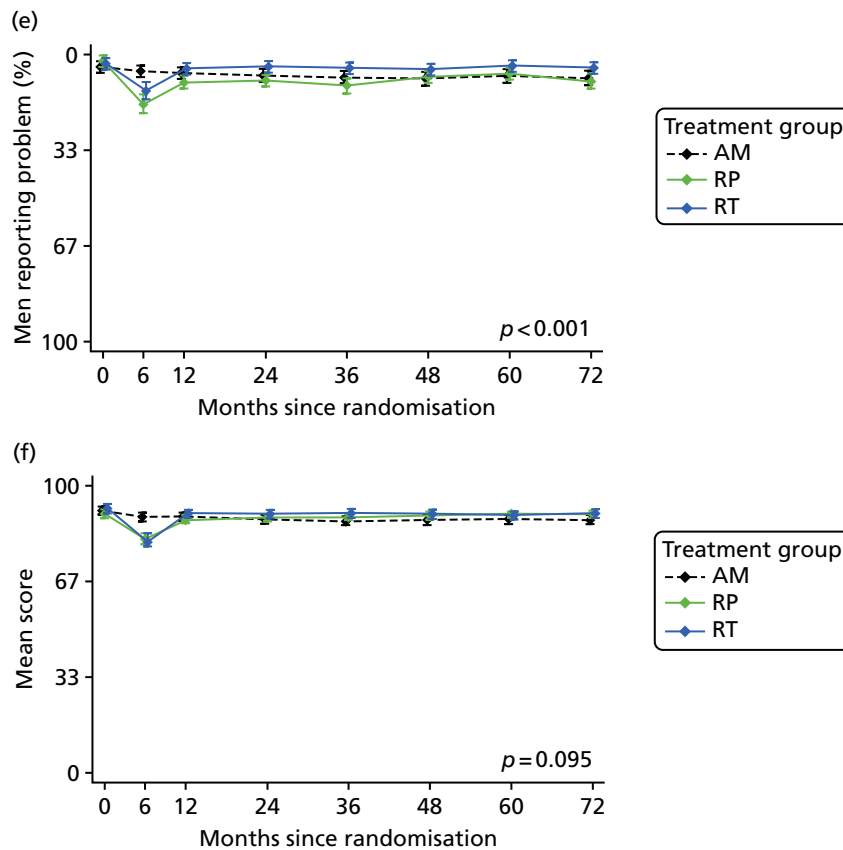 (e)
Men reporting problem (%)
0
33
67
100
p<0.001
0 6 12 24 36 48 60 72
Months since randomisation
Treatment group
AM
RP
RT
(f)
Mean score
100
67
33
0
p=0.095
0 6 12 24 36 48 60 72
Months since randomisation
Treatment group
AM
RP
RT